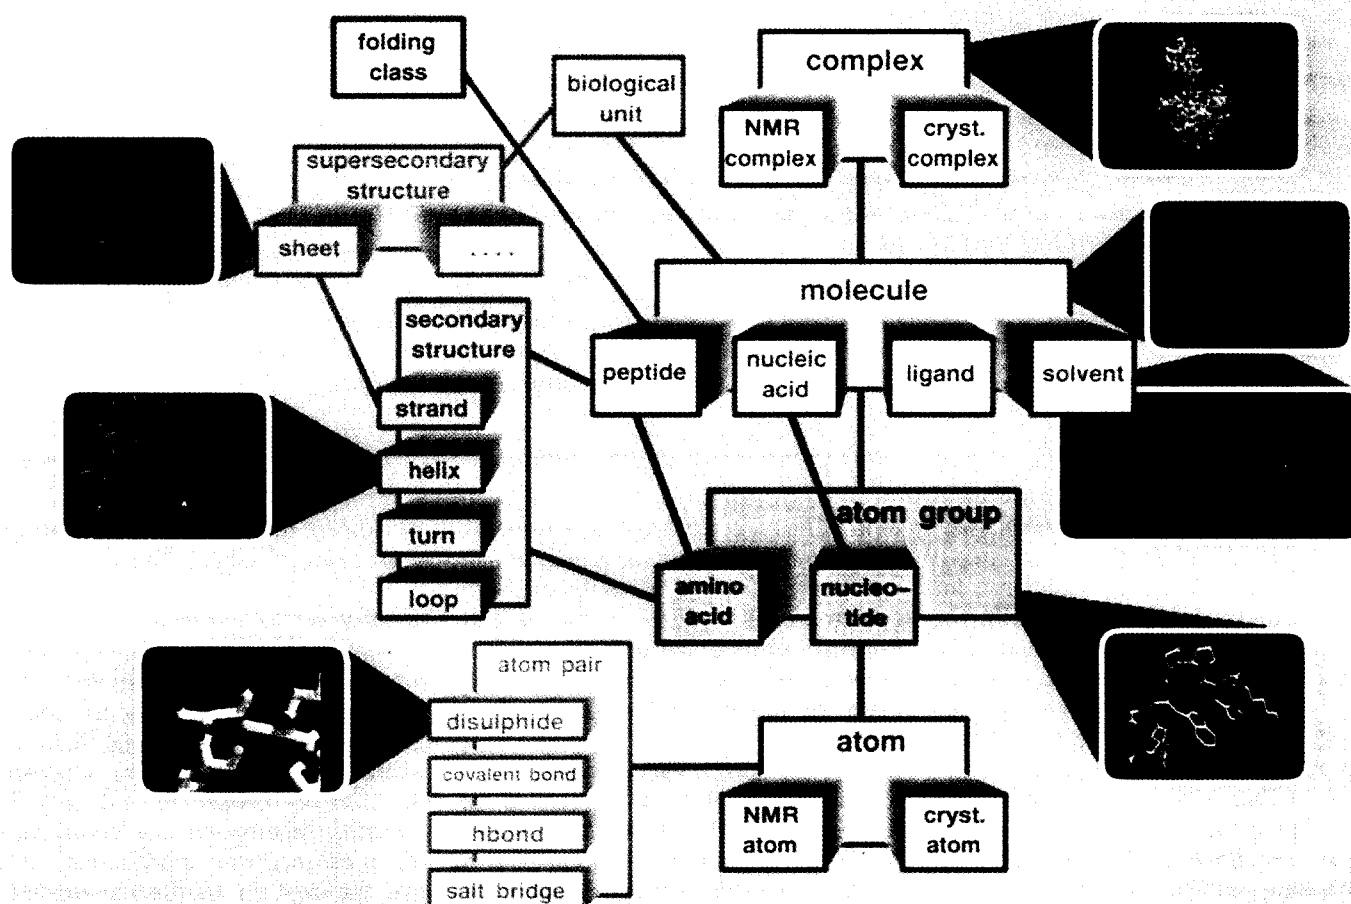 folding
class
biological
unit
complex
NMR
complex
cryst.
complex
supersecondary
structure
sheet
. . . .
molecule
secondary
structure
peptide
nucleic
acid
ligand
solvent
strand
helix
turn
loop
atom group
amino
acid
nucleo-
tide
atom pair
disulphide
covalent bond
hbond
salt bridge
atom
NMR
atom
cryst.
atom